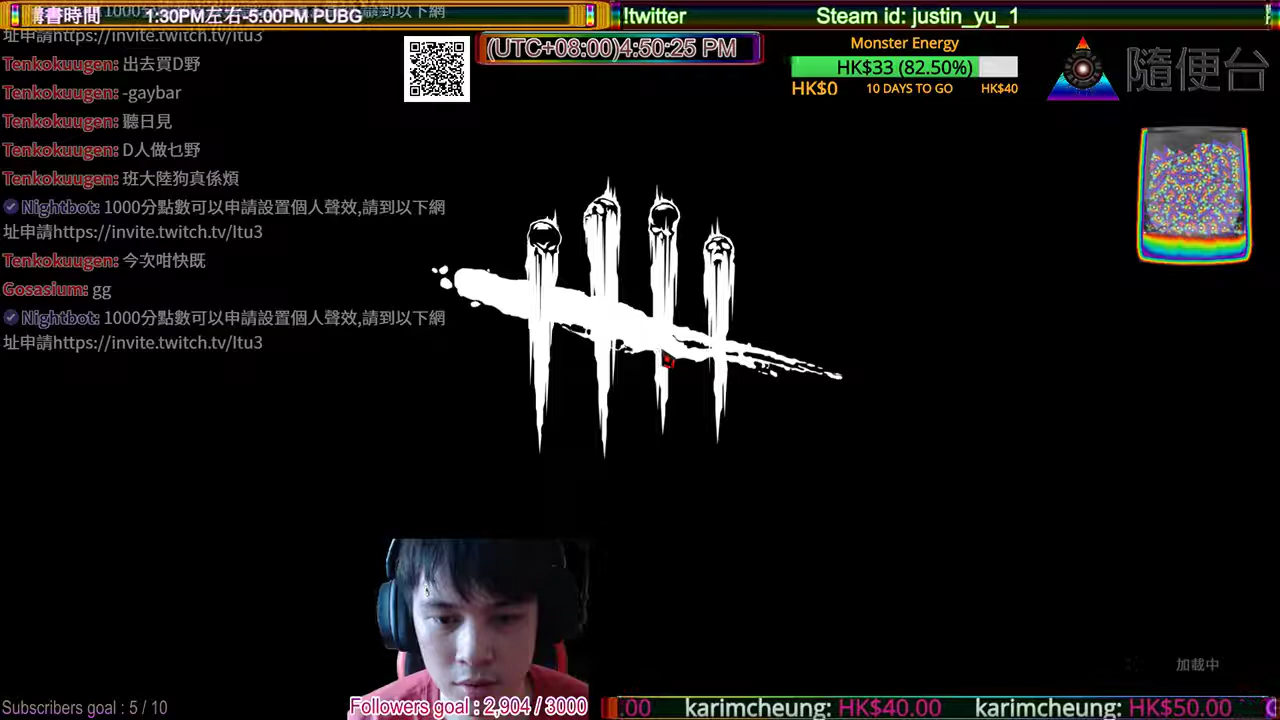 書時間 1:30PM左右-5:00PM PUBG
!twitter Steam id: justin_yu_1
址申請https://invite.twitch.tv/ltu3
(UTC+08:00)4:50:25 PM
Monster Energy
HK$33 (82.50%)
HK$0 10 DAYS TO GO HK$40
隨便台
Tenkokuugen: 出去買D野
Tenkokuugen: -gaybar
Tenkokuugen: 聽日見
Tenkokuugen: D人做乜野
Tenkokuugen: 班大陸狗真係煩
Nightbot: 1000分點數可以申請設置個人聲效,請到以下網
址申請https://invite.twitch.tv/ltu3
Tenkokuugen: 今次咁快既
Gosasium: gg
Nightbot: 1000分點數可以申請設置個人聲效,請到以下網
址申請https://invite.twitch.tv/ltu3
加載中
Subscribers goal : 5 / 10
Followers goal : 2,904 / 3000
:00 karimcheung: HK$40.00 karimcheung: HK$50.00